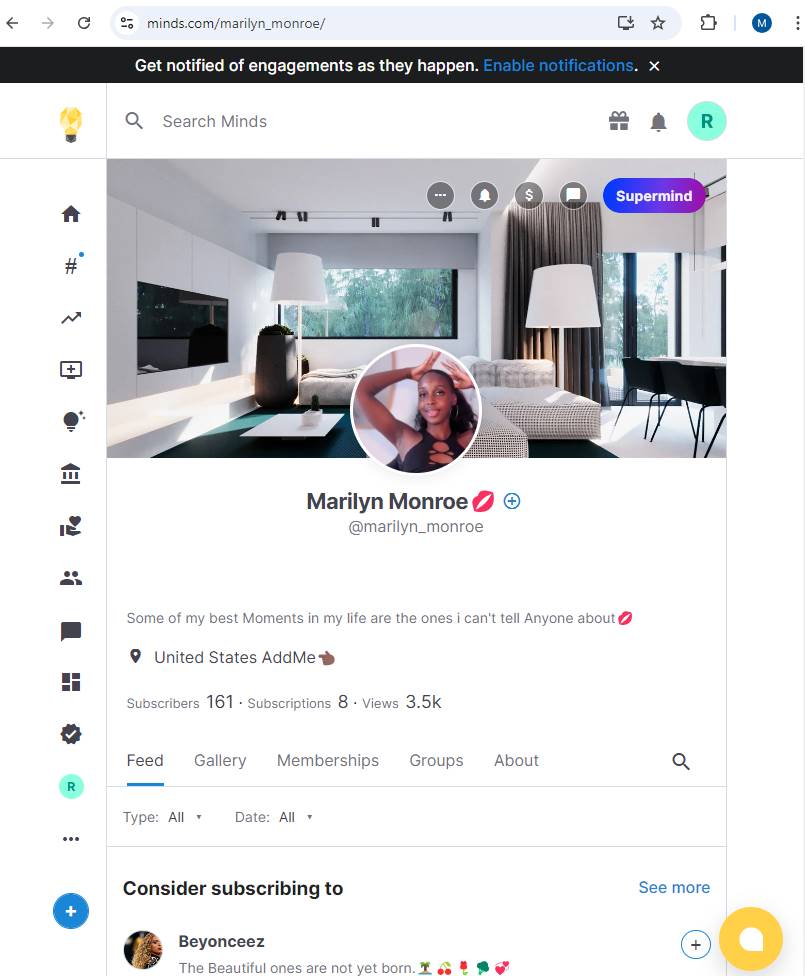 minds.com/marilyn_monroe/
M
Get notified of engagements as they happen. Enable notifications. ×
Search Minds
R
Supermind
Marilyn Monroe💋
@marilyn_monroe
Some of my best Moments in my life are the ones i can't tell Anyone about💋
United States AddMe👈🏾
Subscribers 161 · Subscriptions 8 · Views 3.5k
Feed Gallery Memberships Groups About
R
Type: All Date: All
Consider subscribing to See more
Beyonceez
The Beautiful ones are not yet born.🏝🍒🌷🌳💞